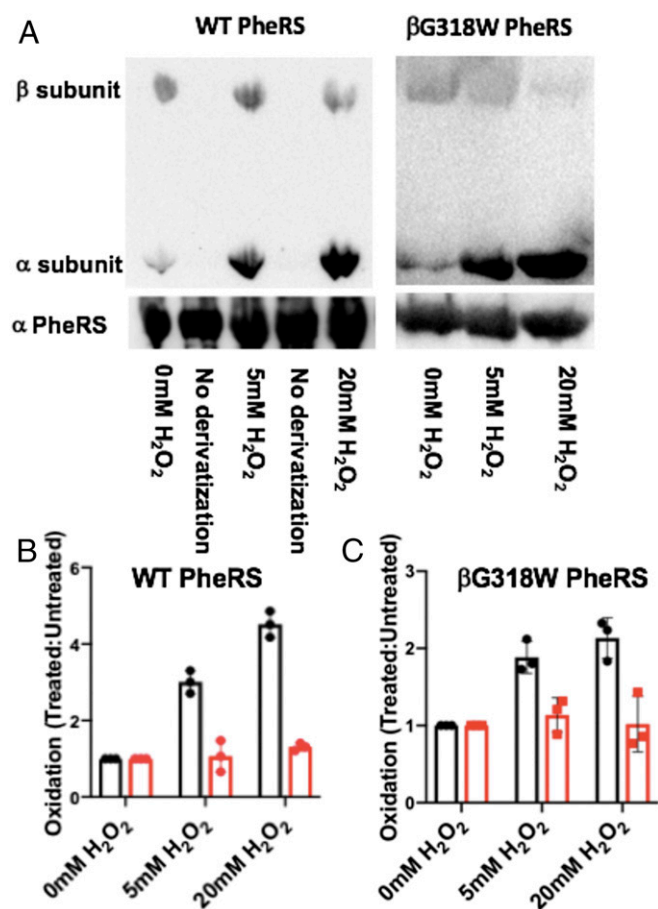 A
WT PheRS
βG318W PheRS
β subunit
α subunit
α PheRS
0mM H₂O₂
No derivatization
5mM H₂O₂
No derivatization
20mM H₂O₂
0mM H₂O₂
5mM H₂O₂
20mM H₂O₂
B
WT PheRS
Oxidation (Treated:Untreated)
6
4
2
0
0mM H₂O₂
5mM H₂O₂
20mM H₂O₂
C
βG318W PheRS
Oxidation (Treated:Untreated)
3
2
1
0
0mM H₂O₂
5mM H₂O₂
20mM H₂O₂